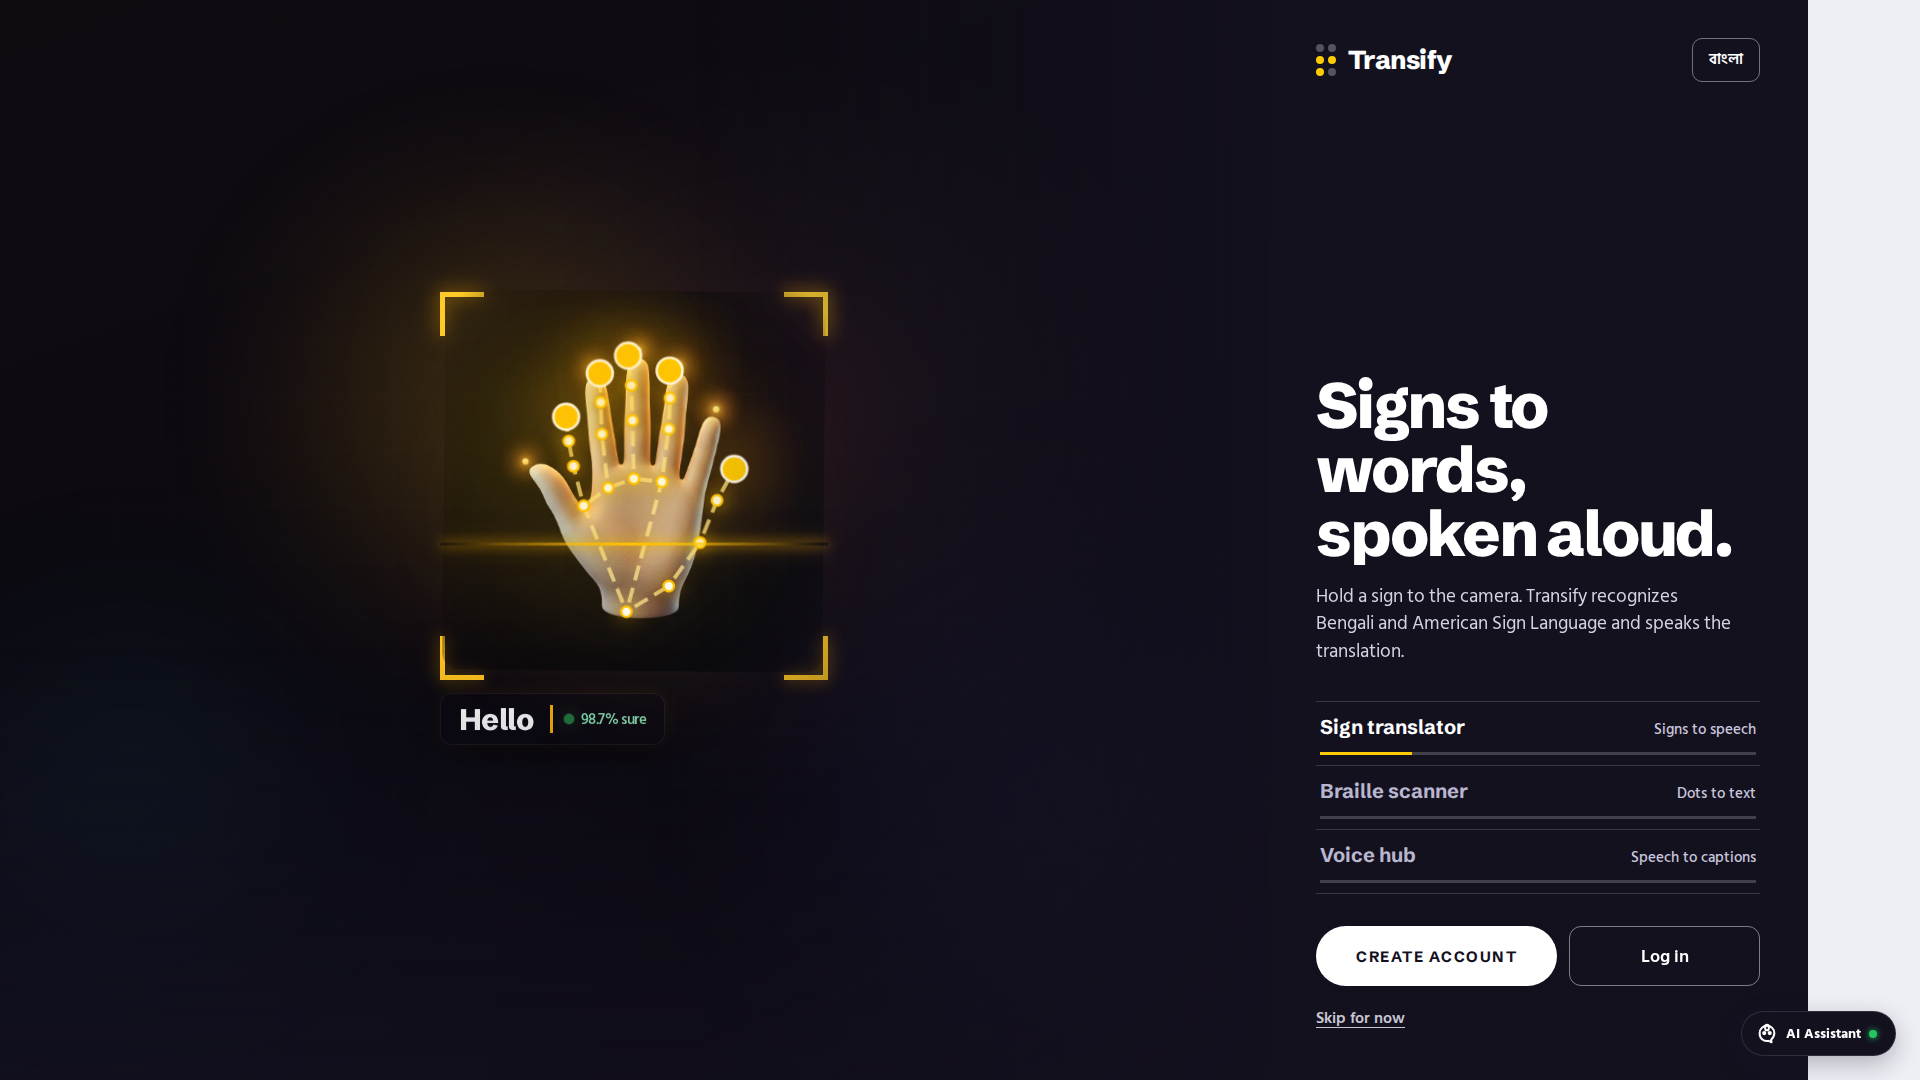 Transify
বাংলা
Hello
98.7% sure
Signs to
words,
spoken aloud.
Hold a sign to the camera. Transify recognizes
Bengali and American Sign Language and speaks the
translation.
Sign translator
Signs to speech
Braille scanner
Dots to text
Voice hub
Speech to captions
CREATE ACCOUNT
Log in
Skip for now
AI Assistant